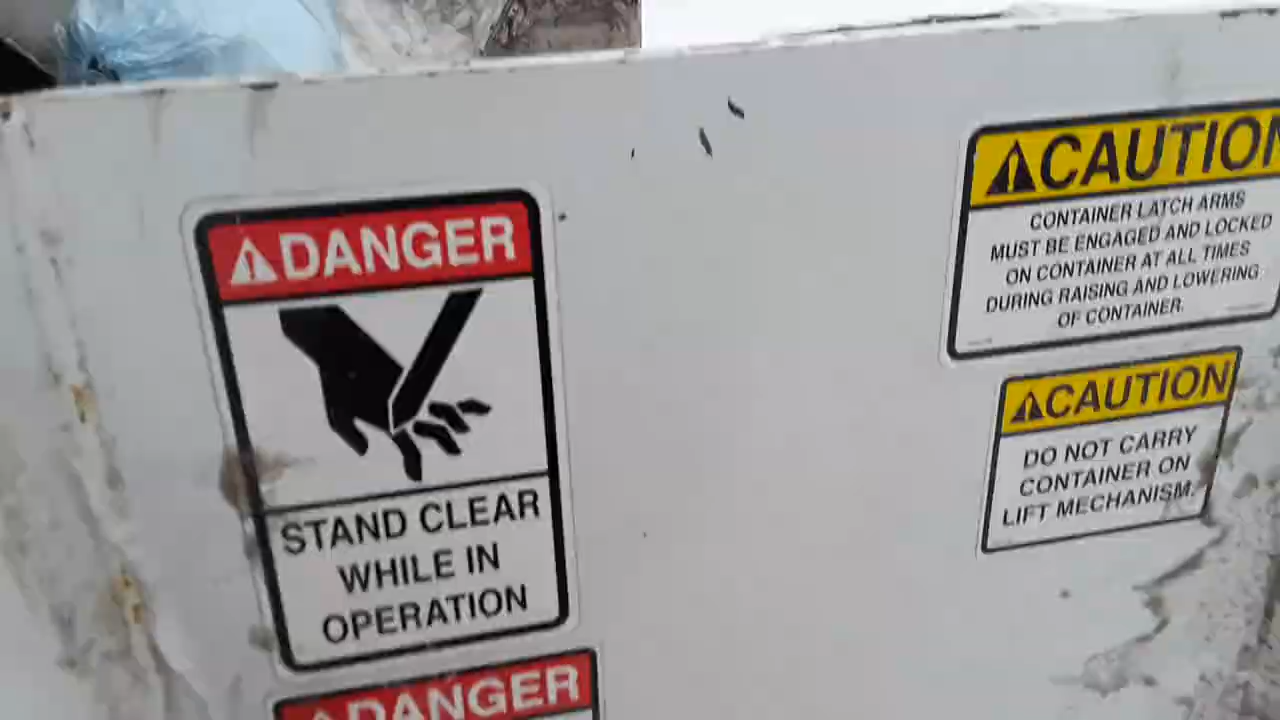 DANGER
STAND CLEAR
WHILE IN
OPERATION
DANGER
CAUTION
CONTAINER LATCH ARMS
MUST BE ENGAGED AND LOCKED
ON CONTAINER AT ALL TIMES
DURING RAISING AND LOWERING
OF CONTAINER.
CAUTION
DO NOT CARRY
CONTAINER ON
LIFT MECHANISM.